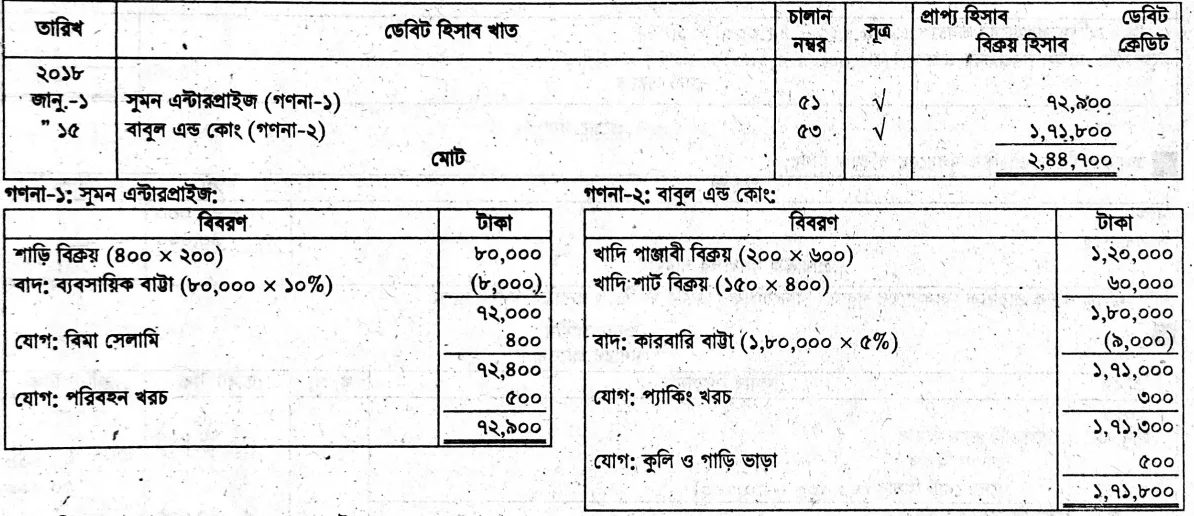 তারিখ ডেবিট হিসাব খাত চালান নম্বর সূত্র প্রাপ্য হিসাব ডেবিট
বিক্রয় হিসাব ক্রেডিট
২০১৮
জানু.-১ সুমন এন্টারপ্রাইজ (গণনা-১) ৫১ √ ৭২,৯০০
" ১৫ বাবুল এন্ড কোং (গণনা-২) ৫৩ √ ১,৭১,৮০০
মোট ২,৪৪,৭০০
গণনা-১: সুমন এন্টারপ্রাইজ:
বিবরণ টাকা
শাড়ি বিক্রয় (৪০০ × ২০০) ৮০,০০০
বাদ: ব্যবসায়িক বাট্টা (৮০,০০০ × ১০%) (৮,০০০)
৭২,০০০
যোগ: বিমা সেলামি ৪০০
৭২,৪০০
যোগ: পরিবহন খরচ ৫০০
৭২,৯০০
গণনা-২: বাবুল এন্ড কোং:
বিবরণ টাকা
খাদি পাঞ্জাবী বিক্রয় (২০০ × ৬০০) ১,২০,০০০
খাদি শার্ট বিক্রয় (১৫০ × ৪০০) ৬০,০০০
১,৮০,০০০
বাদ: কারবারি বাট্টা (১,৮০,০০০ × ৫%) (৯,০০০)
১,৭১,০০০
যোগ: প্যাকিং খরচ ৩০০
১,৭১,৩০০
যোগ: কুলি ও গাড়ি ভাড়া ৫০০
১,৭১,৮০০